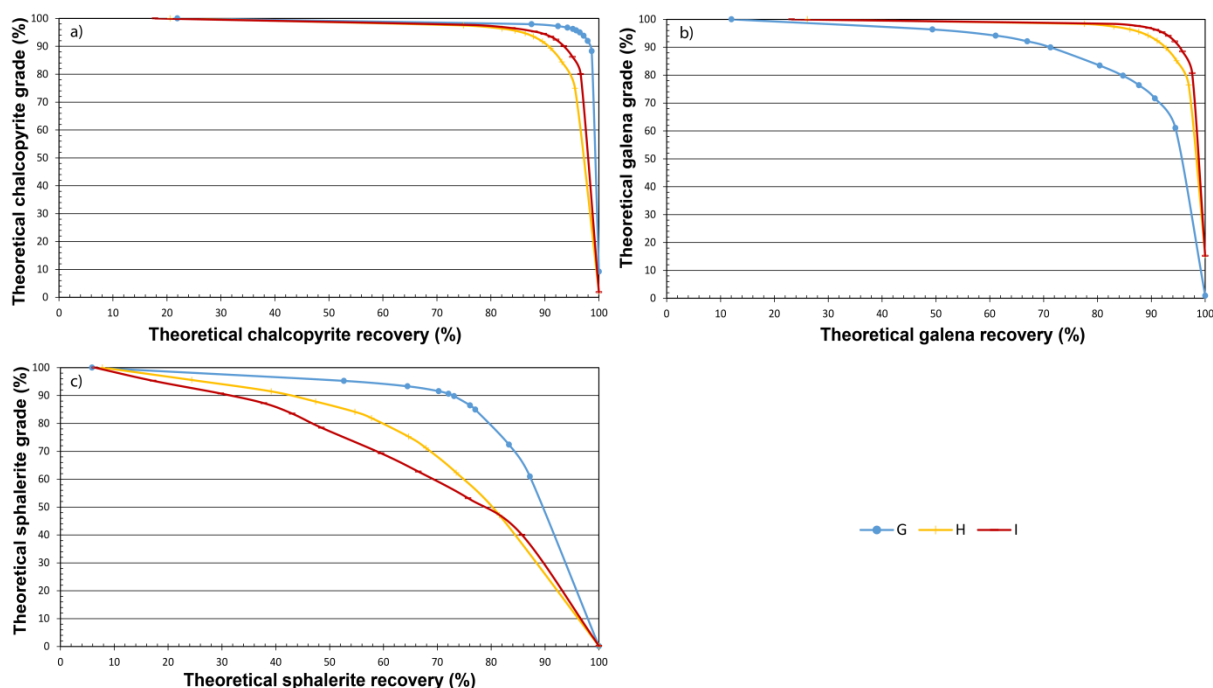 a)
Theoretical chalcopyrite grade (%)
100
90
80
70
60
50
40
30
20
10
0
0 10 20 30 40 50 60 70 80 90 100
Theoretical chalcopyrite recovery (%)
b)
Theoretical galena grade (%)
100
90
80
70
60
50
40
30
20
10
0
0 10 20 30 40 50 60 70 80 90 100
Theoretical galena recovery (%)
c)
Theoretical sphalerite grade (%)
100
90
80
70
60
50
40
30
20
10
0
0 10 20 30 40 50 60 70 80 90 100
Theoretical sphalerite recovery (%)
G H I